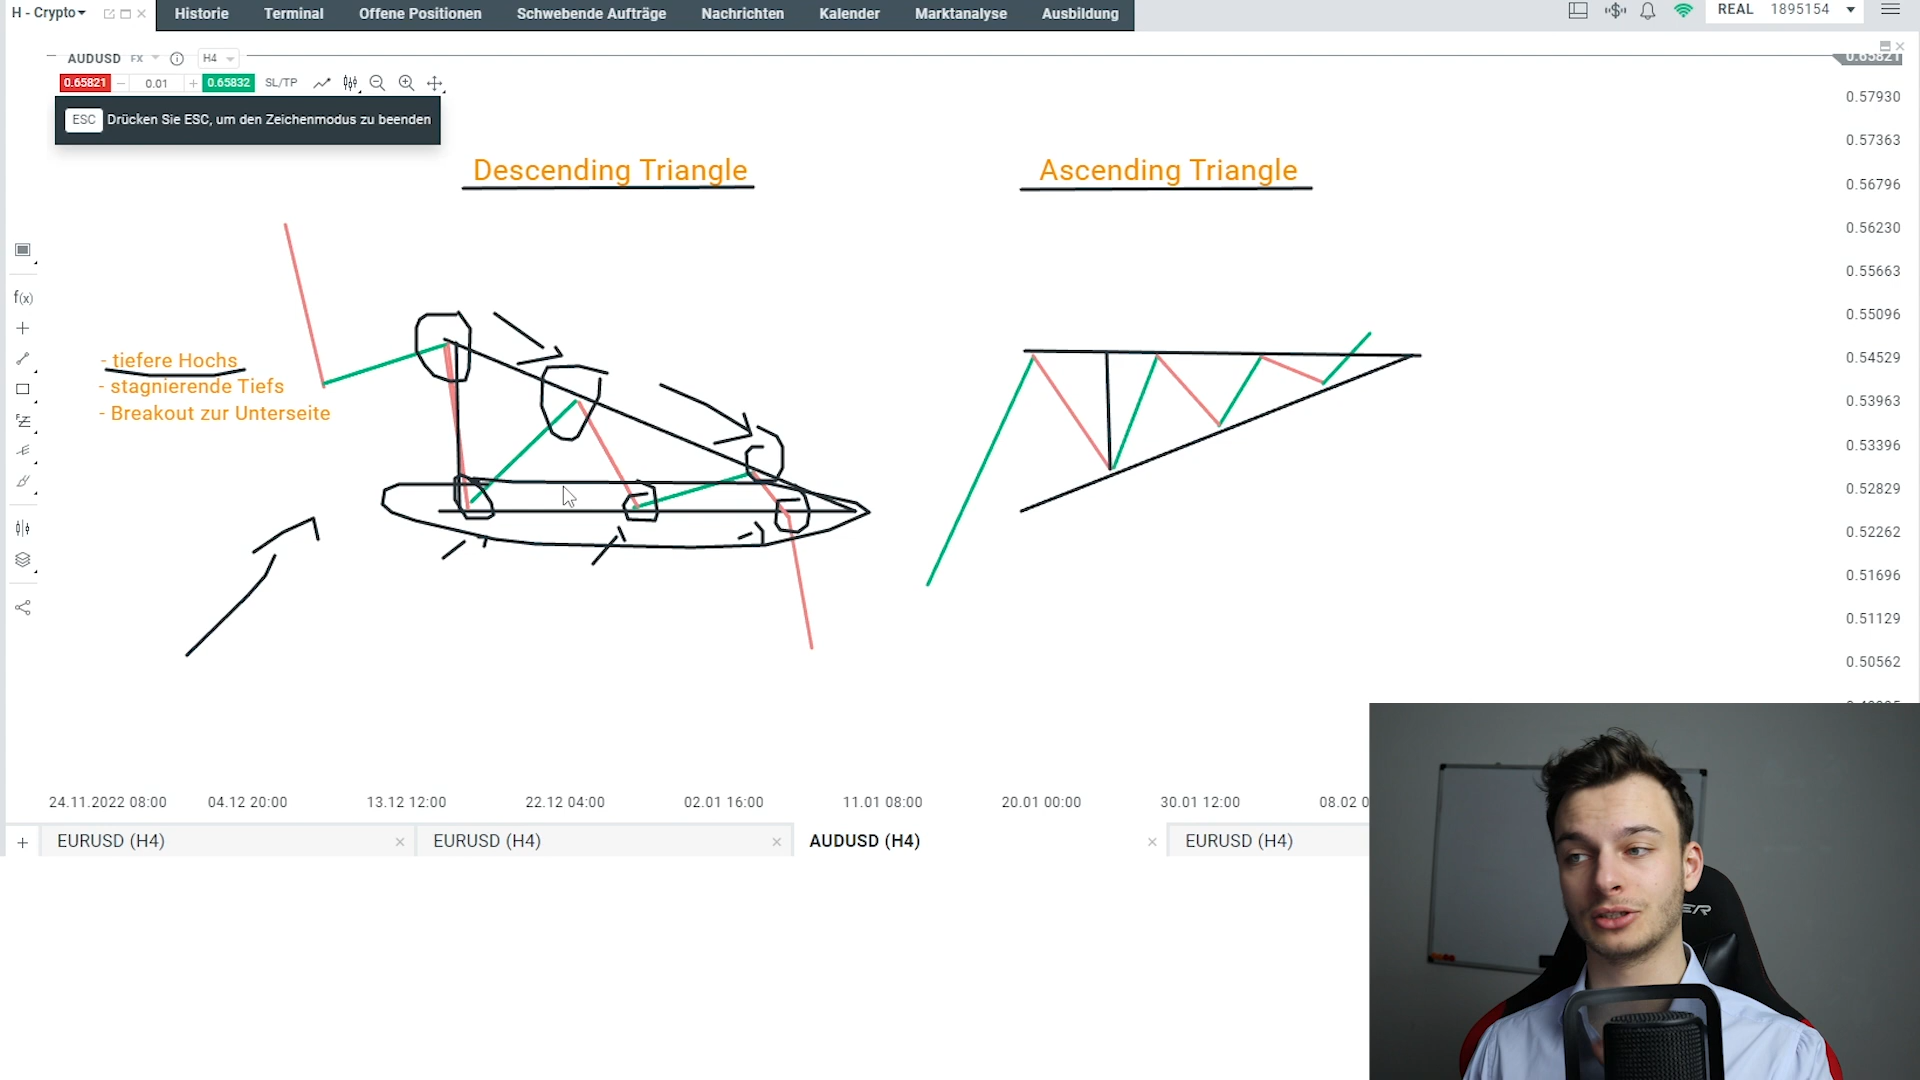 H - Crypto
Historie
Terminal
Offene Positionen
Schwebende Aufträge
Nachrichten
Kalender
Marktanalyse
Ausbildung
REAL 1895154
AUDUSD FX H4
0.65821
0.65821 0.01 0.65832 SL/TP
ESC Drücken Sie ESC, um den Zeichenmodus zu beenden
Descending Triangle
Ascending Triangle
- tiefere Hochs
- stagnierende Tiefs
- Breakout zur Unterseite
f(x)
0.57930
0.57363
0.56796
0.56230
0.55663
0.55096
0.54529
0.53963
0.53396
0.52829
0.52262
0.51696
0.51129
0.50562
24.11.2022 08:00
04.12 20:00
13.12 12:00
22.12 04:00
02.01 16:00
11.01 08:00
20.01 00:00
30.01 12:00
08.02 0
EURUSD (H4)
EURUSD (H4)
AUDUSD (H4)
EURUSD (H4)